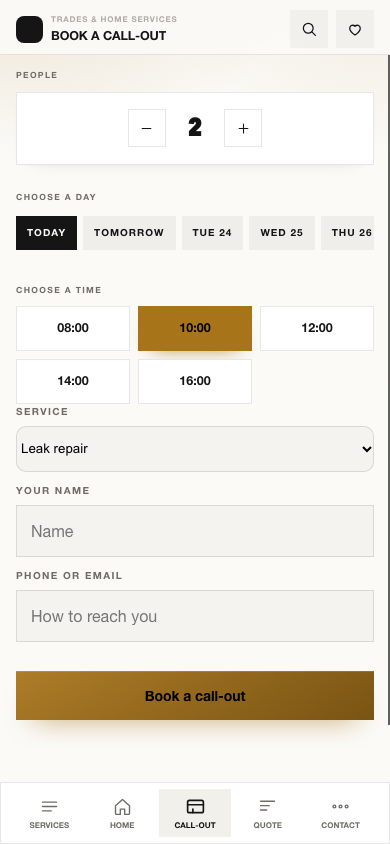 TRADES & HOME SERVICES
BOOK A CALL-OUT
PEOPLE
− 2 +
CHOOSE A DAY
TODAY TOMORROW TUE 24 WED 25 THU 26
CHOOSE A TIME
08:00 10:00 12:00
14:00 16:00
SERVICE
Leak repair
YOUR NAME
Name
PHONE OR EMAIL
How to reach you
Book a call-out
SERVICES HOME CALL-OUT QUOTE CONTACT